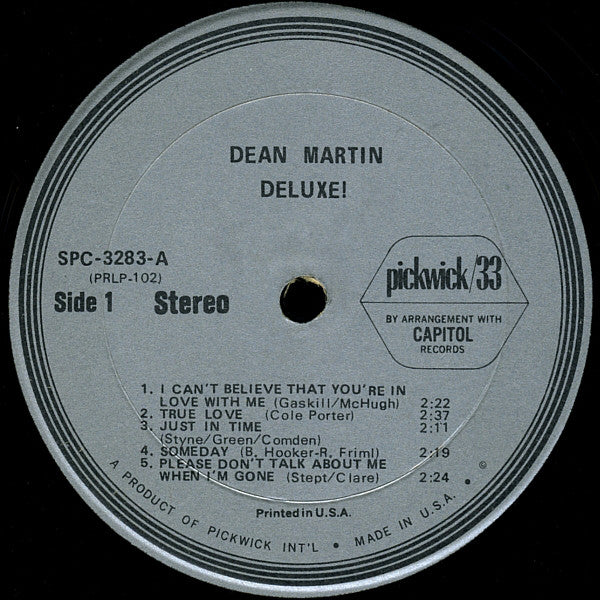 DEAN MARTIN
DELUXE!
SPC-3283-A
(PRLP-102)
Side 1 Stereo
pickwick/33
BY ARRANGEMENT WITH
CAPITOL
RECORDS
1. I CAN'T BELIEVE THAT YOU'RE IN
LOVE WITH ME (Gaskill/McHugh) 2:22
2. TRUE LOVE (Cole Porter) 2:37
3. JUST IN TIME 2:11
(Styne/Green/Comden)
4. SOMEDAY (B. Hooker-R. Friml) 2:19
5. PLEASE DON'T TALK ABOUT ME
WHEN I'M GONE (Stept/Clare) 2:24
Printed in U.S.A.
A PRODUCT OF PICKWICK INT'L • MADE IN U.S.A. • ©